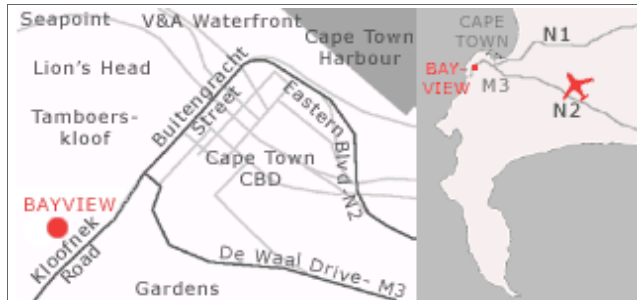 Seapoint
V&A Waterfront
Cape Town
Harbour
Lion's Head
Buitengracht
Street
Tamboers-
kloof
Eastern
Blvd-N2
Cape Town
CBD
BAYVIEW
Kloofnek
Road
De Waal Drive- M3
Gardens
CAPE
TOWN
N1
BAY-
VIEW
M3
N2